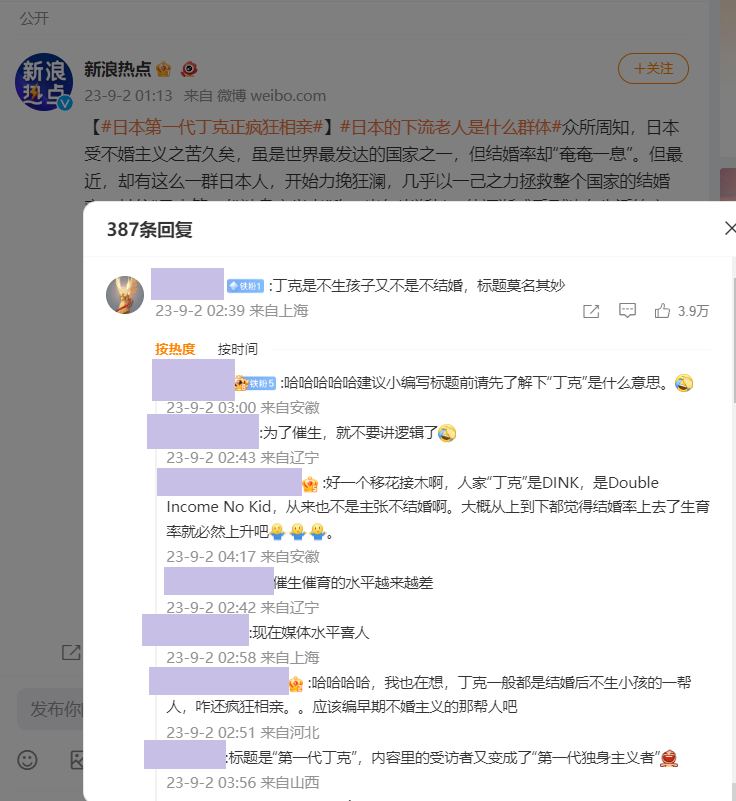 公开
新浪
热点
新浪热点
+关注
23-9-2 01:13 来自 微博 weibo.com
【#日本第一代丁克正疯狂相亲#】#日本的下流老人是什么群体#众所周知，日本
受不婚主义之苦久矣，虽是世界最发达的国家之一，但结婚率却“奄奄一息”。但最
近，却有这么一群日本人，开始力挽狂澜，几乎以一己之力拯救整个国家的结婚
387条回复
铁粉1 :丁克是不生孩子又不是不结婚，标题莫名其妙
23-9-2 02:39 来自上海
3.9万
按热度 按时间
铁粉5 :哈哈哈哈哈建议小编写标题前请先了解下“丁克”是什么意思。
23-9-2 03:00 来自安徽
:为了催生，就不要讲逻辑了
23-9-2 02:43 来自辽宁
:好一个移花接木啊，人家“丁克”是DINK，是Double
Income No Kid，从来也不是主张不结婚啊。大概从上到下都觉得结婚率上去了生育
率就必然上升吧。
23-9-2 04:17 来自安徽
催生催育的水平越来越差
23-9-2 02:42 来自辽宁
:现在媒体水平喜人
23-9-2 02:58 来自上海
:哈哈哈哈，我也在想，丁克一般都是结婚后不生小孩的一帮
人，咋还疯狂相亲。。应该编早期不婚主义的那帮人吧
23-9-2 02:51 来自河北
:标题是“第一代丁克”，内容里的受访者又变成了“第一代独身主义者”
23-9-2 03:56 来自山西
发布你